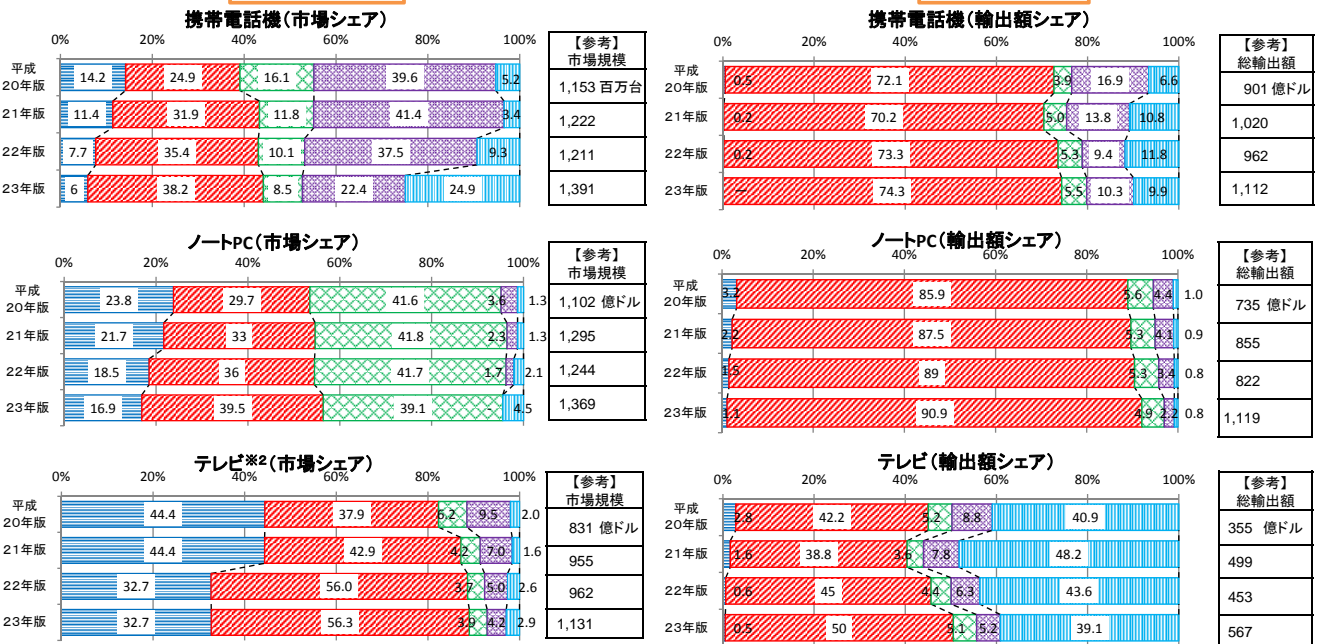 携帯電話機(市場シェア)
0% 20% 40% 60% 80% 100%
【参考】
市場規模
平成
20年版 14.2 24.9 16.1 39.6 5.2 1,153 百万台
21年版 11.4 31.9 11.8 41.4 3.4 1,222
22年版 7.7 35.4 10.1 37.5 9.3 1,211
23年版 6 38.2 8.5 22.4 24.9 1,391
携帯電話機(輸出額シェア)
0% 20% 40% 60% 80% 100%
【参考】
総輸出額
平成
20年版 0.5 72.1 3.9 16.9 6.6 901 億ドル
21年版 0.2 70.2 5.0 13.8 10.8 1,020
22年版 0.2 73.3 5.3 9.4 11.8 962
23年版 - 74.3 5.5 10.3 9.9 1,112
ノートPC(市場シェア)
0% 20% 40% 60% 80% 100%
【参考】
市場規模
平成
20年版 23.8 29.7 41.6 3.6 1.3 1,102 億ドル
21年版 21.7 33 41.8 2.3 1.3 1,295
22年版 18.5 36 41.7 1.7 2.1 1,244
23年版 16.9 39.5 39.1 - 4.5 1,369
ノートPC(輸出額シェア)
0% 20% 40% 60% 80% 100%
【参考】
総輸出額
平成
20年版 3.2 85.9 5.6 4.4 1.0 735 億ドル
21年版 2.2 87.5 5.3 4.1 0.9 855
22年版 1.5 89 5.3 3.4 0.8 822
23年版 1.1 90.9 4.9 2.2 0.8 1,119
テレビ※2(市場シェア)
0% 20% 40% 60% 80% 100%
【参考】
市場規模
平成
20年版 44.4 37.9 6.2 9.5 2.0 831 億ドル
21年版 44.4 42.9 4.2 7.0 1.6 955
22年版 32.7 56.0 3.7 5.0 2.6 962
23年版 32.7 56.3 3.9 4.2 2.9 1,131
テレビ(輸出額シェア)
0% 20% 40% 60% 80% 100%
【参考】
総輸出額
平成
20年版 2.8 42.2 5.2 8.8 40.9 355 億ドル
21年版 1.6 38.8 3.6 7.8 48.2 499
22年版 0.6 45 4.4 6.3 43.6 453
23年版 0.5 50 5.1 5.2 39.1 567